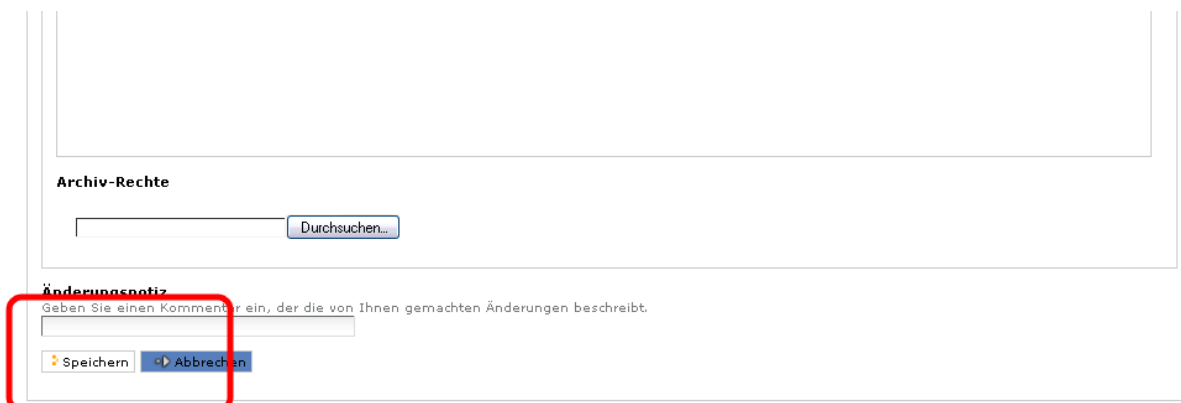 Archiv-Rechte
Durchsuchen...
Änderungsnotiz
Geben Sie einen Kommentar ein, der die von Ihnen gemachten Änderungen beschreibt.
Speichern Abbrechen